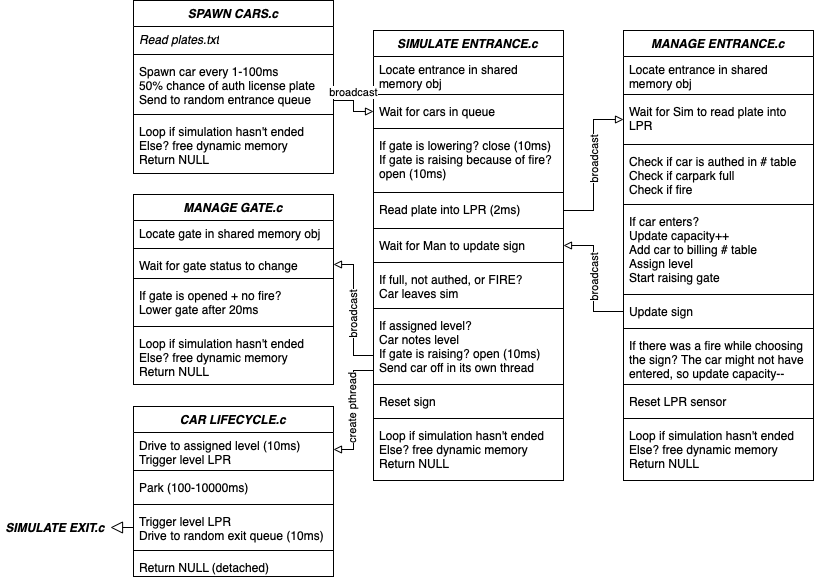 SPAWN CARS.c
Read plates.txt
Spawn car every 1-100ms
50% chance of auth license plate
Send to random entrance queue
Loop if simulation hasn't ended
Else? free dynamic memory
Return NULL
broadcast
SIMULATE ENTRANCE.c
Locate entrance in shared
memory obj
Wait for cars in queue
If gate is lowering? close (10ms)
If gate is raising because of fire?
open (10ms)
Read plate into LPR (2ms)
Wait for Man to update sign
If full, not authed, or FIRE?
Car leaves sim
If assigned level?
Car notes level
If gate is raising? open (10ms)
Send car off in its own thread
Reset sign
Loop if simulation hasn't ended
Else? free dynamic memory
Return NULL
broadcast
broadcast
MANAGE ENTRANCE.c
Locate entrance in shared
memory obj
Wait for Sim to read plate into
LPR
Check if car is authed in # table
Check if carpark full
Check if fire
If car enters?
Update capacity++
Add car to billing # table
Assign level
Start raising gate
Update sign
If there was a fire while choosing
the sign? The car might not have
entered, so update capacity--
Reset LPR sensor
Loop if simulation hasn't ended
Else? free dynamic memory
Return NULL
MANAGE GATE.c
Locate gate in shared memory obj
Wait for gate status to change
If gate is opened + no fire?
Lower gate after 20ms
Loop if simulation hasn't ended
Else? free dynamic memory
Return NULL
broadcast
create pthread
CAR LIFECYCLE.c
Drive to assigned level (10ms)
Trigger level LPR
Park (100-10000ms)
Trigger level LPR
Drive to random exit queue (10ms)
Return NULL (detached)
SIMULATE EXIT.c